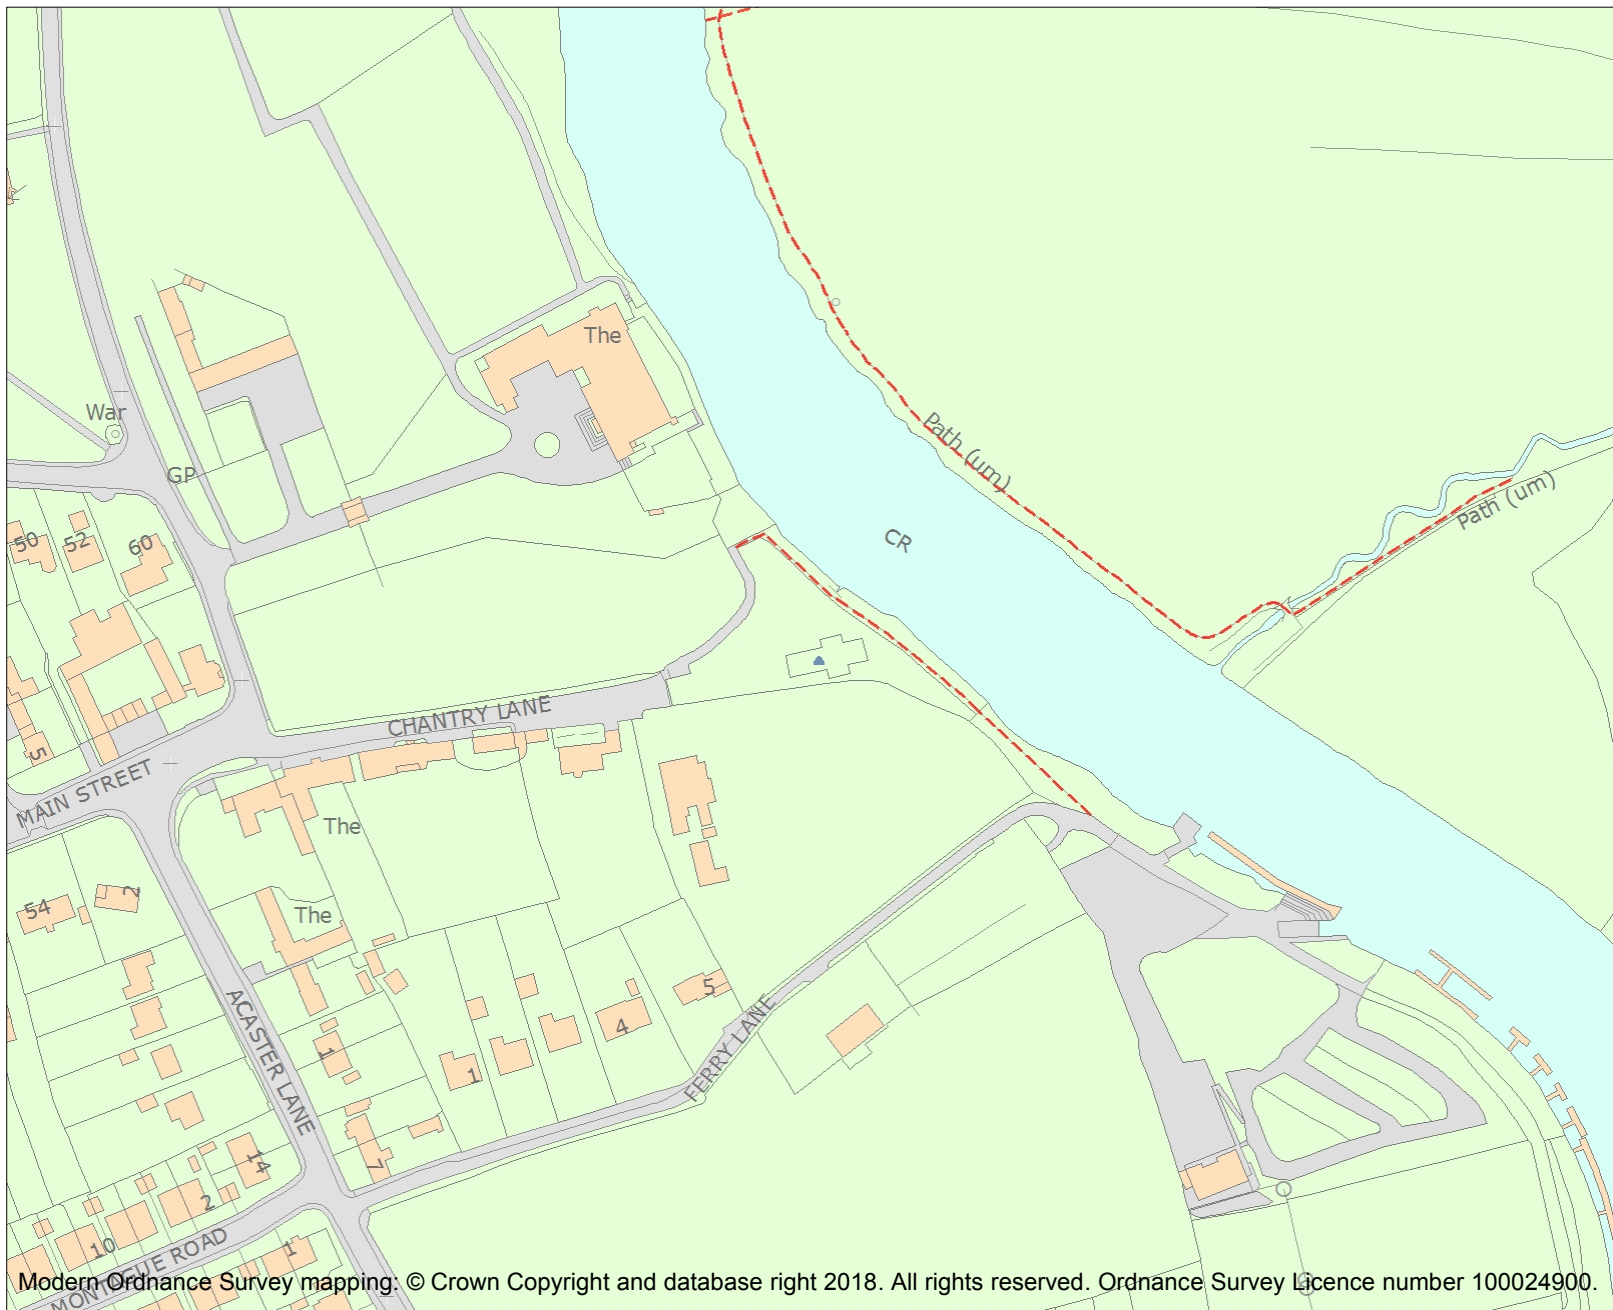 The
War
GP
Path (um)
Path (um)
CR
50
52
60
5
CHANTRY LANE
MAIN STREET
The
54
2
The
5
4
1
1
ACASTER LANE
FERRY LANE
7
14
2
10
1
MONTAGUE ROAD
Modern Ordnance Survey mapping: © Crown Copyright and database right 2018. All rights reserved. Ordnance Survey Licence number 100024900.